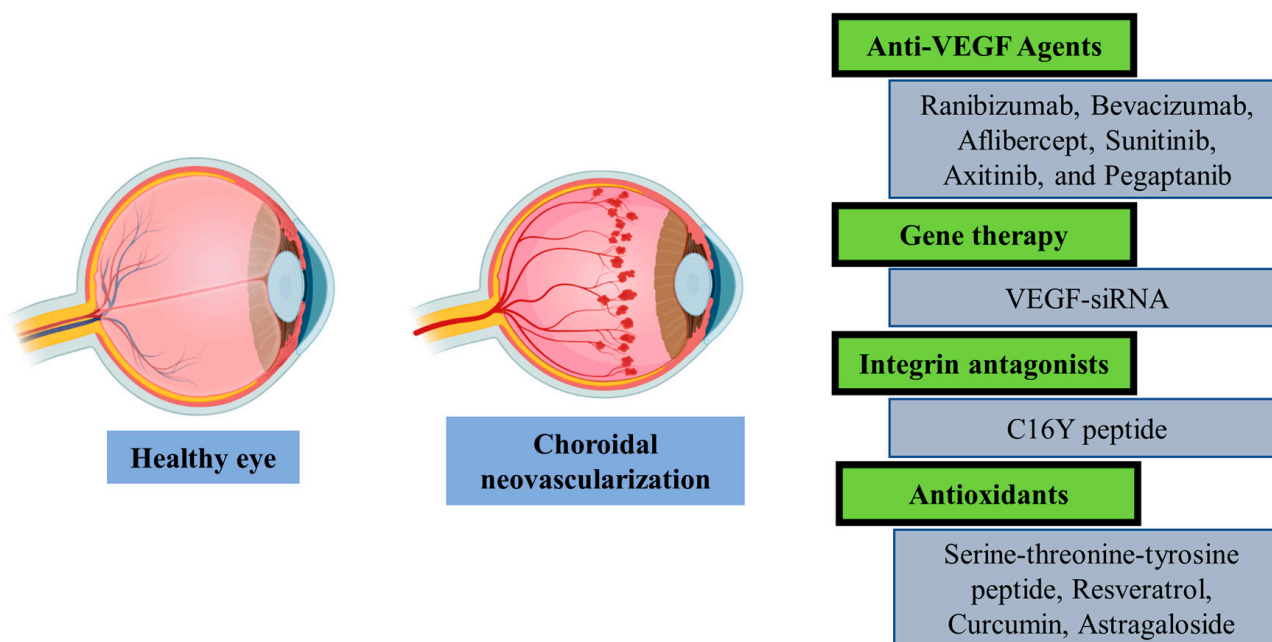 Healthy eye
Choroidal
neovascularization
Anti-VEGF Agents
Ranibizumab, Bevacizumab,
Aflibercept, Sunitinib,
Axitinib, and Pegaptanib
Gene therapy
VEGF-siRNA
Integrin antagonists
C16Y peptide
Antioxidants
Serine-threonine-tyrosine
peptide, Resveratrol,
Curcumin, Astragaloside